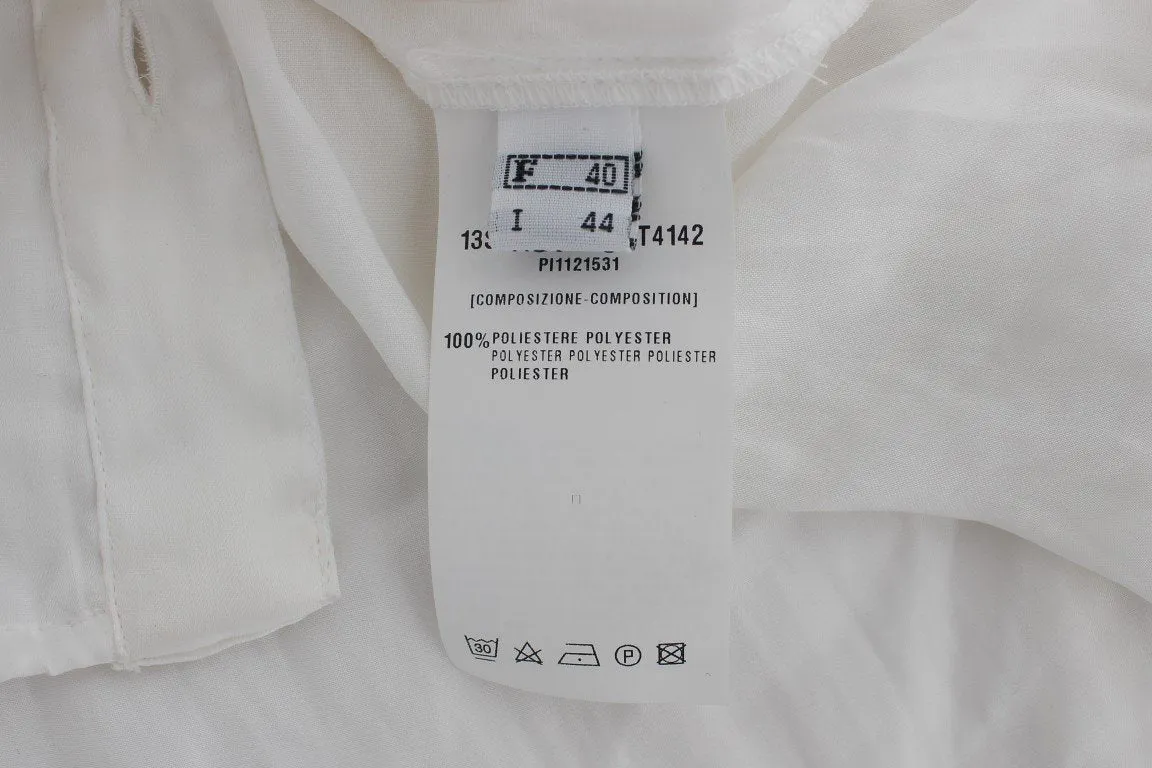 F 40
I 44
T4142
PI1121531
[COMPOSIZIONE-COMPOSITION]
100% POLIESTERE POLYESTER
POLYESTER POLYESTER POLIESTER
POLIESTER
30
P